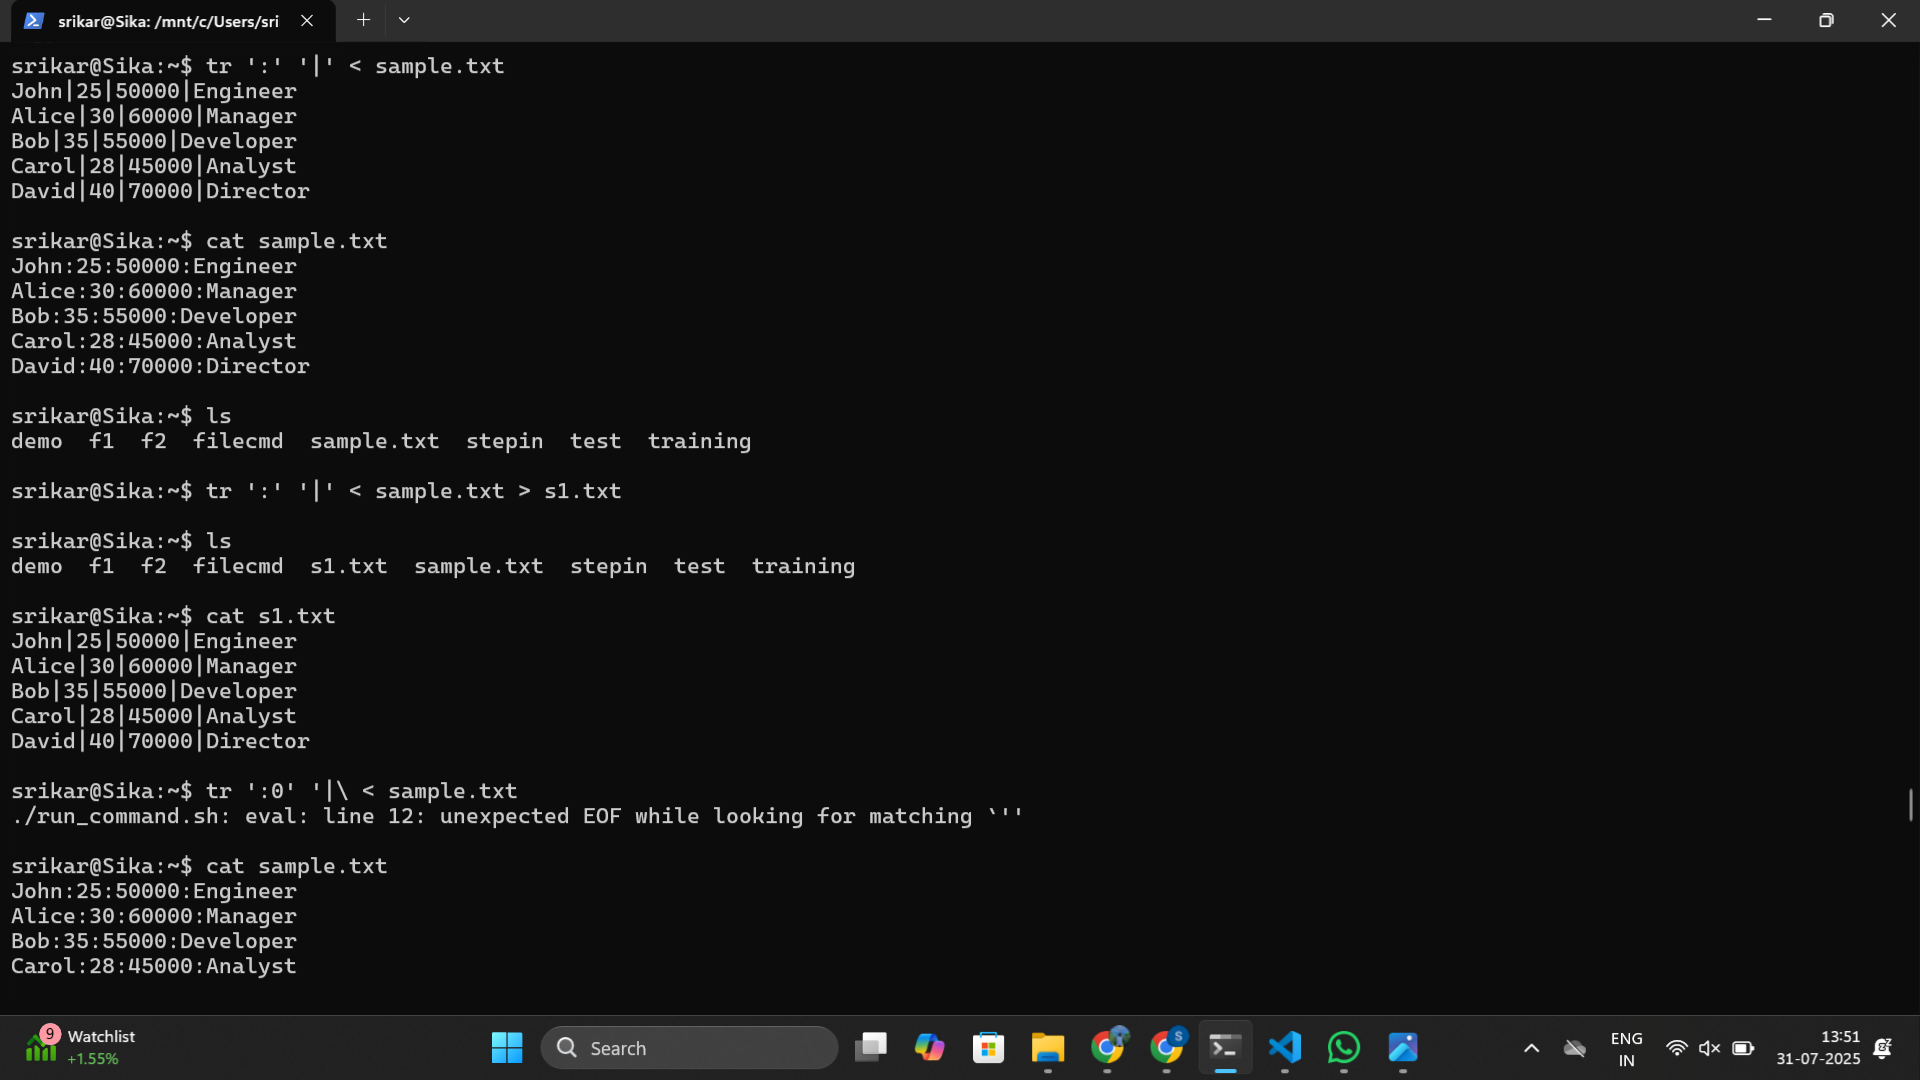 srikar@Sika: /mnt/c/Users/sri
srikar@Sika:~$ tr ':' '|' < sample.txt
John|25|50000|Engineer
Alice|30|60000|Manager
Bob|35|55000|Developer
Carol|28|45000|Analyst
David|40|70000|Director
srikar@Sika:~$ cat sample.txt
John:25:50000:Engineer
Alice:30:60000:Manager
Bob:35:55000:Developer
Carol:28:45000:Analyst
David:40:70000:Director
srikar@Sika:~$ ls
demo  f1  f2  filecmd  sample.txt  stepin  test  training
srikar@Sika:~$ tr ':' '|' < sample.txt > s1.txt
srikar@Sika:~$ ls
demo  f1  f2  filecmd  s1.txt  sample.txt  stepin  test  training
srikar@Sika:~$ cat s1.txt
John|25|50000|Engineer
Alice|30|60000|Manager
Bob|35|55000|Developer
Carol|28|45000|Analyst
David|40|70000|Director
srikar@Sika:~$ tr ':0' '|\ < sample.txt
./run_command.sh: eval: line 12: unexpected EOF while looking for matching `''
srikar@Sika:~$ cat sample.txt
John:25:50000:Engineer
Alice:30:60000:Manager
Bob:35:55000:Developer
Carol:28:45000:Analyst
9
Watchlist
+1.55%
Search
S
ENG
IN
13:51
31-07-2025